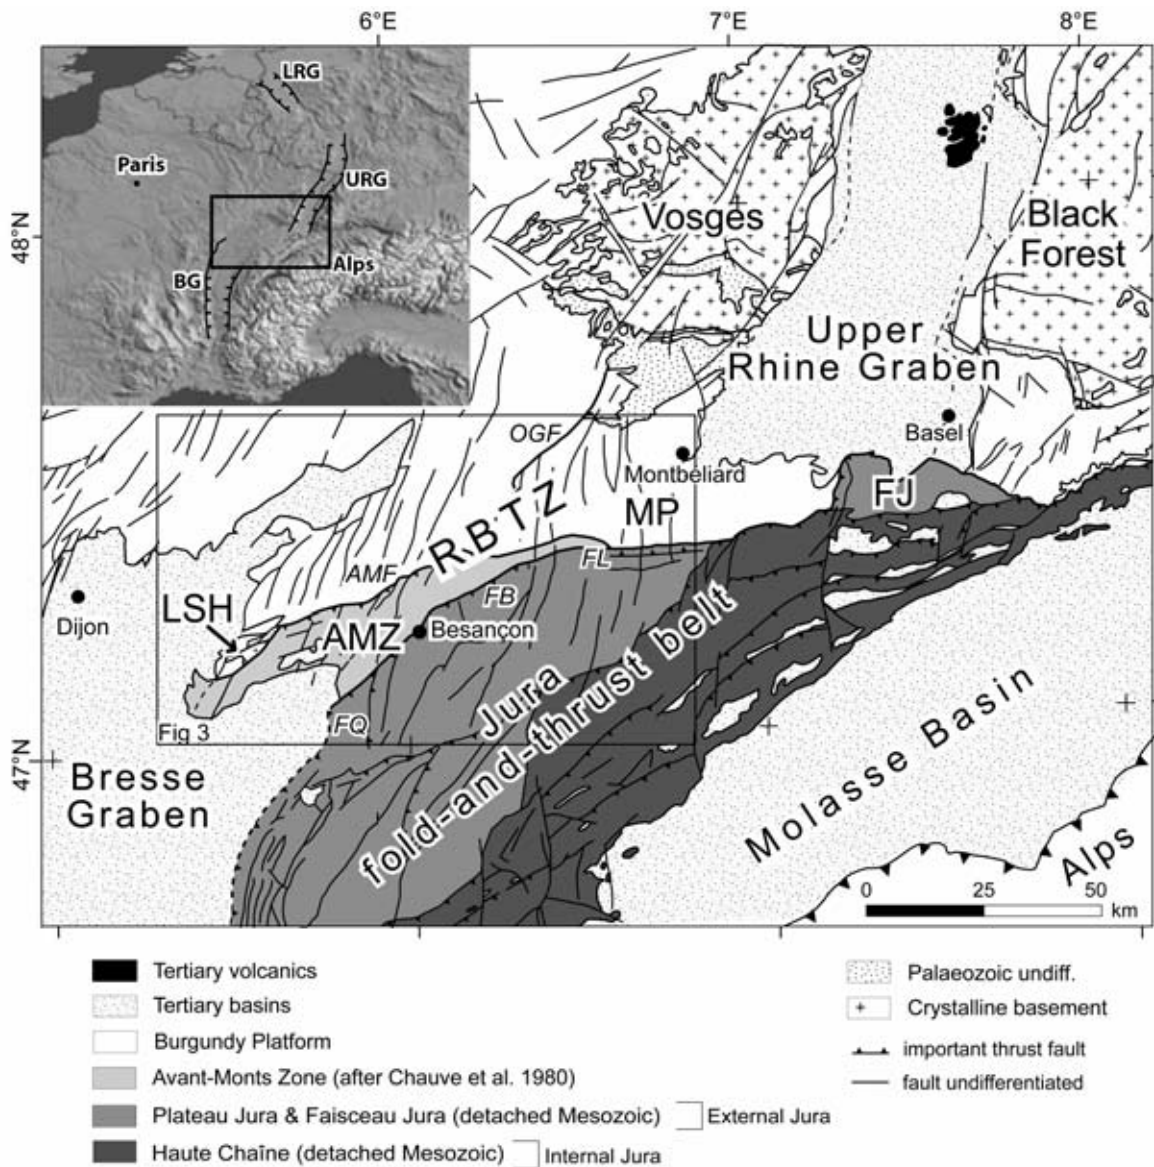 6°E
7°E
8°E
48°N
47°N
LRG
Paris
URG
BG
Alps
Vosges
Black
Forest
Upper
Rhine Graben
Basel
OGF
Montbeliard
FJ
RBTZ
MP
AMF
FL
FB
LSH
Dijon
AMZ
Besançon
Jura
fold-and-thrust belt
FQ
Fig 3
Bresse
Graben
Molasse Basin
Alps
0 25 50
km
Tertiary volcanics
Tertiary basins
Burgundy Platform
Avant-Monts Zone (after Chauve et al. 1980)
Plateau Jura & Faisceau Jura (detached Mesozoic) External Jura
Haute Chaîne (detached Mesozoic) Internal Jura
Palaeozoic undiff.
Crystalline basement
important thrust fault
fault undifferentiated